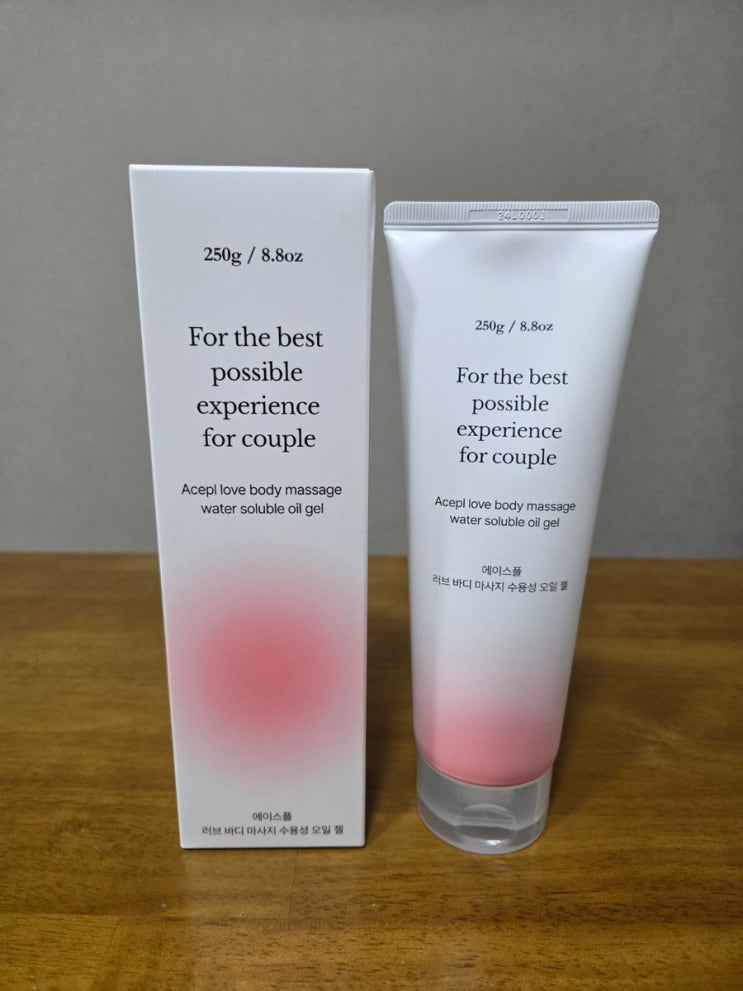 250g / 8.8oz
For the best
possible
experience
for couple
Acepl love body massage
water soluble oil gel
에이스플
러브 바디 마사지 수용성 오일 젤
24L0001
250g / 8.8oz
For the best
possible
experience
for couple
Acepl love body massage
water soluble oil gel
에이스플
러브 바디 마사지 수용성 오일 젤